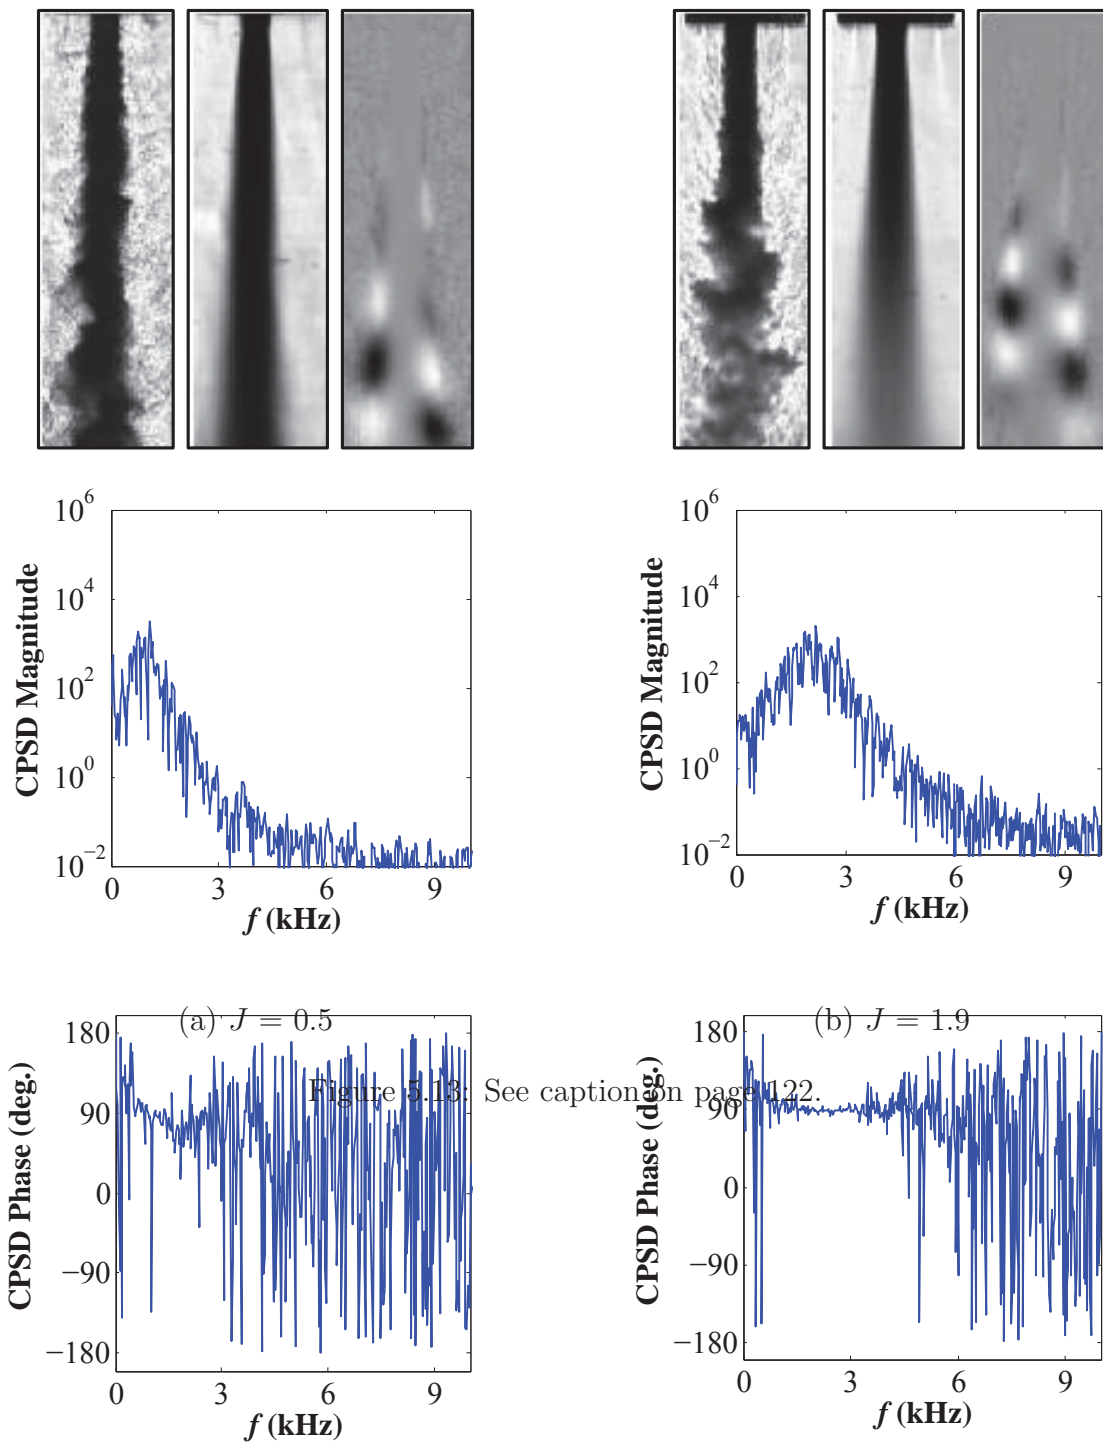 10^6
10^4
10^2
10^0
10^−2
CPSD Magnitude
0 3 6 9
f (kHz)
10^6
10^4
10^2
10^0
10^−2
CPSD Magnitude
0 3 6 9
f (kHz)
(a) J = 0.5
(b) J = 1.9
Figure 5.13: See caption on page 122.
180
90
0
−90
−180
CPSD Phase (deg.)
0 3 6 9
f (kHz)
180
90
0
−90
−180
CPSD Phase (deg.)
0 3 6 9
f (kHz)